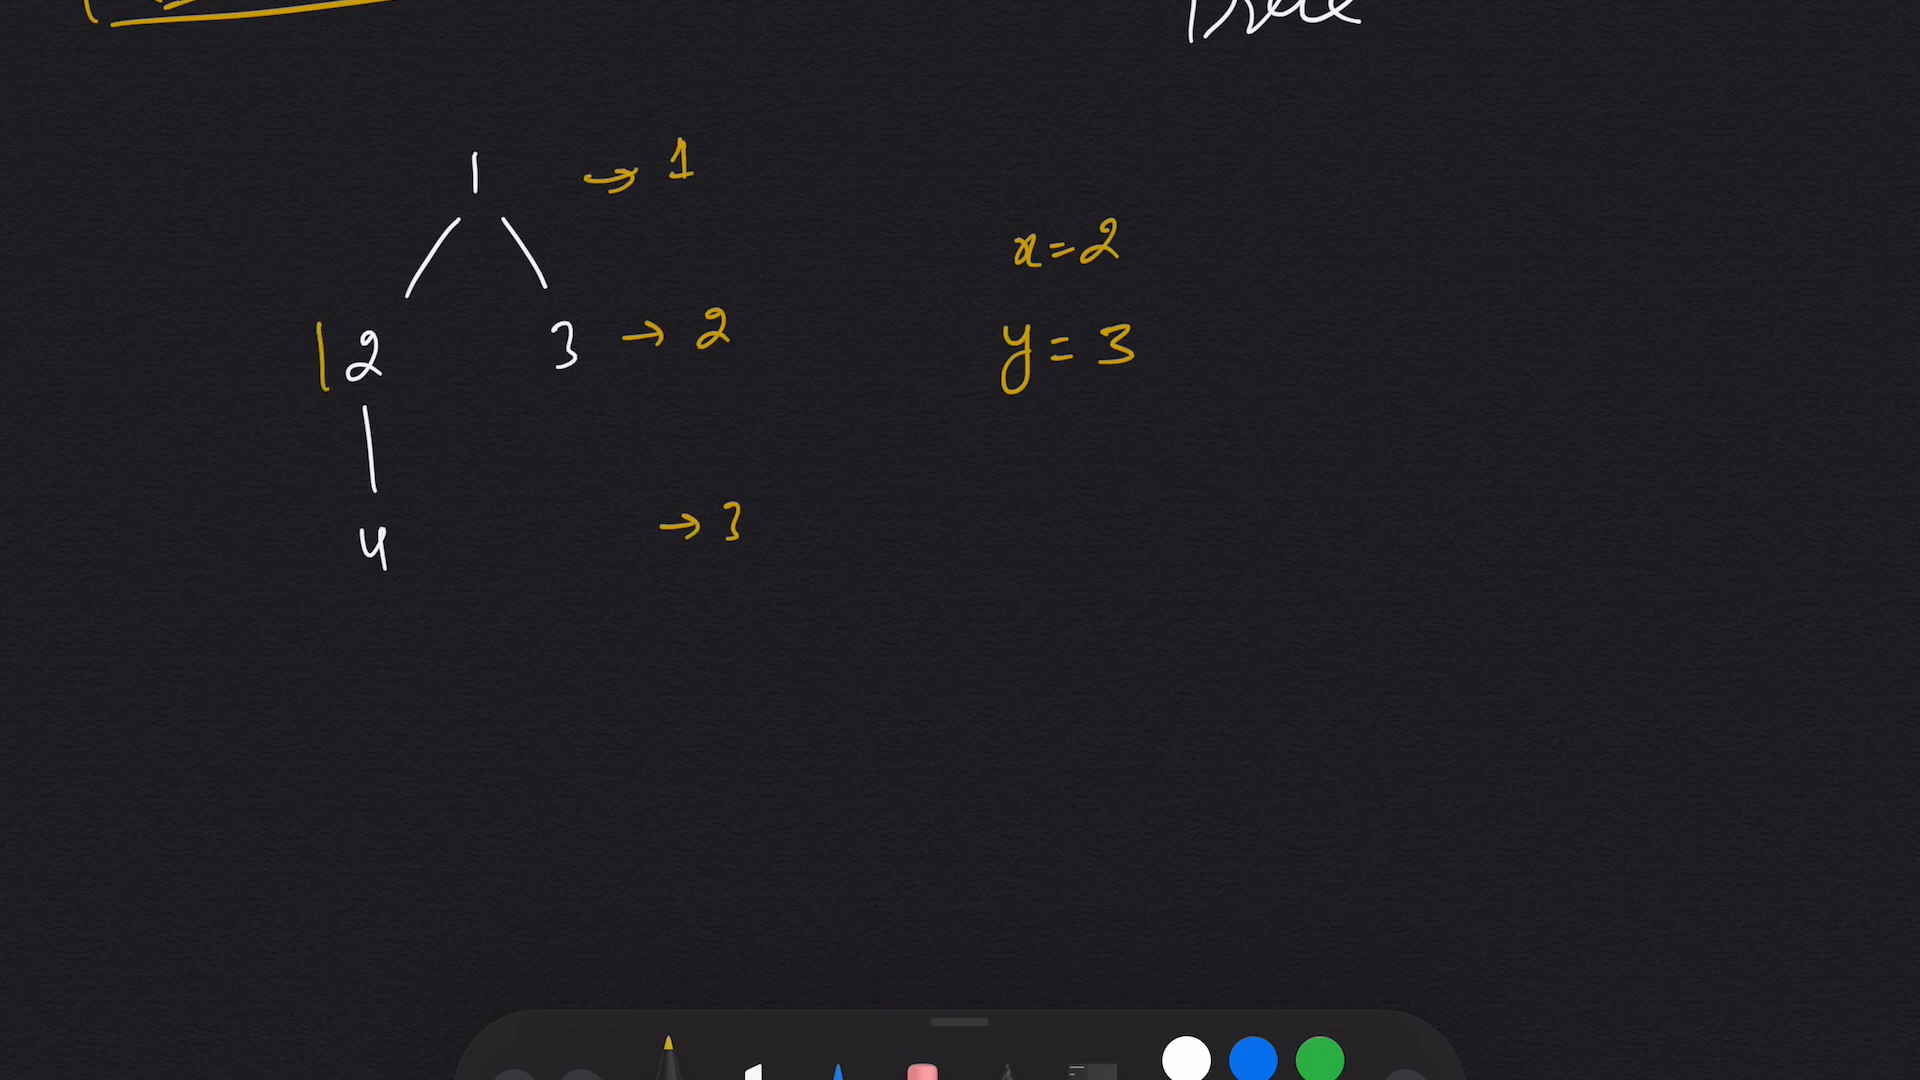 1 → 1
x=2
2 3 → 2
y = 3
4 → 3